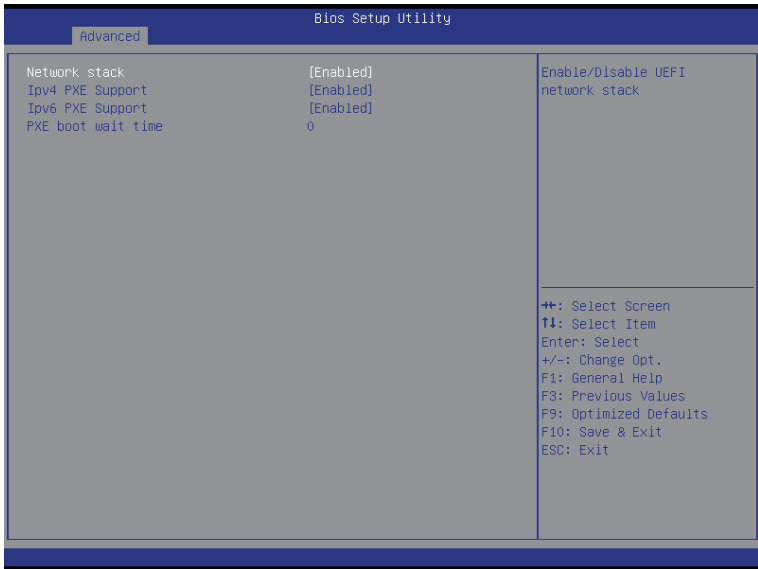 Bios Setup Utility
Advanced
Network stack [Enabled]
Ipv4 PXE Support [Enabled]
Ipv6 PXE Support [Enabled]
PXE boot wait time 0
Enable/Disable UEFI
network stack
→←: Select Screen
↑↓: Select Item
Enter: Select
+/-: Change Opt.
F1: General Help
F3: Previous Values
F9: Optimized Defaults
F10: Save & Exit
ESC: Exit